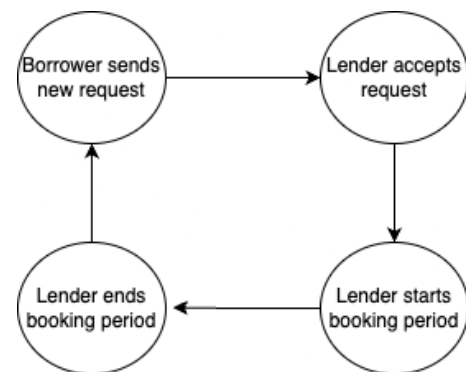 Borrower sends
new request
Lender accepts
request
Lender ends
booking period
Lender starts
booking period